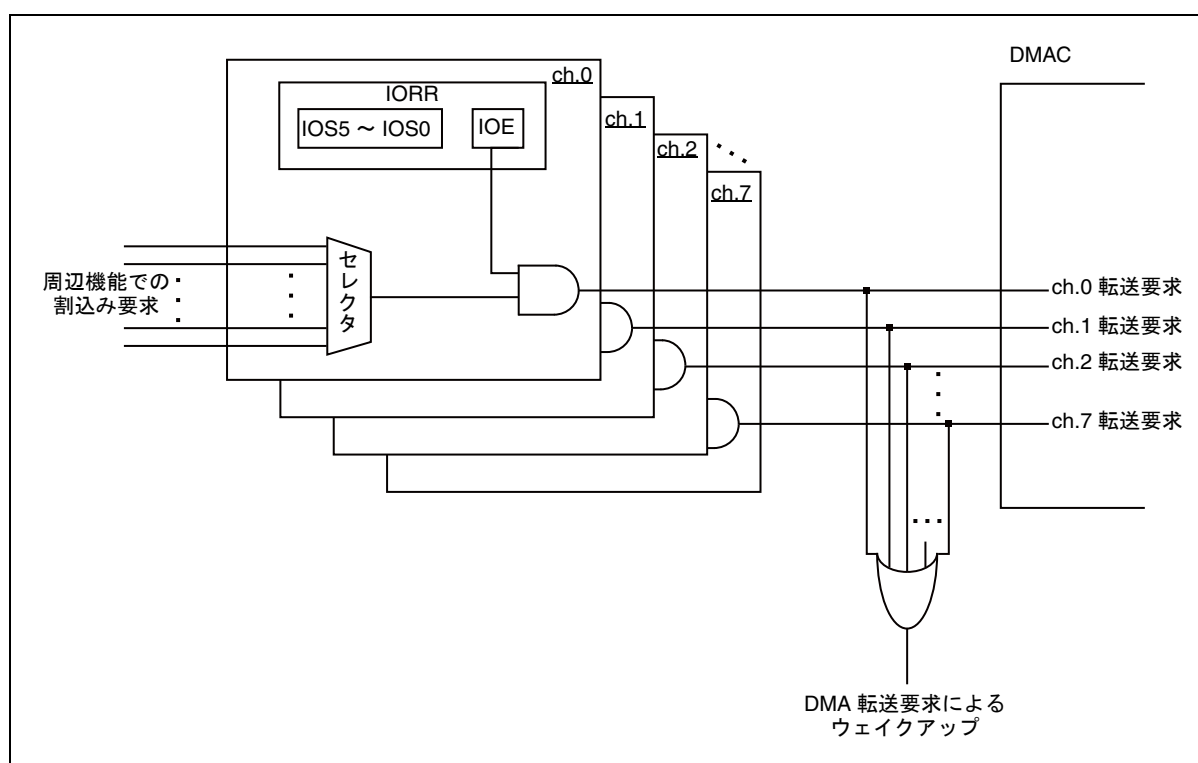 DMAC
ch.0
IORR
IOS5 ～ IOS0
IOE
ch.1
ch.2
ch.7
セレクタ
周辺機能での
割込み要求
ch.0 転送要求
ch.1 転送要求
ch.2 転送要求
ch.7 転送要求
DMA 転送要求による
ウェイクアップ